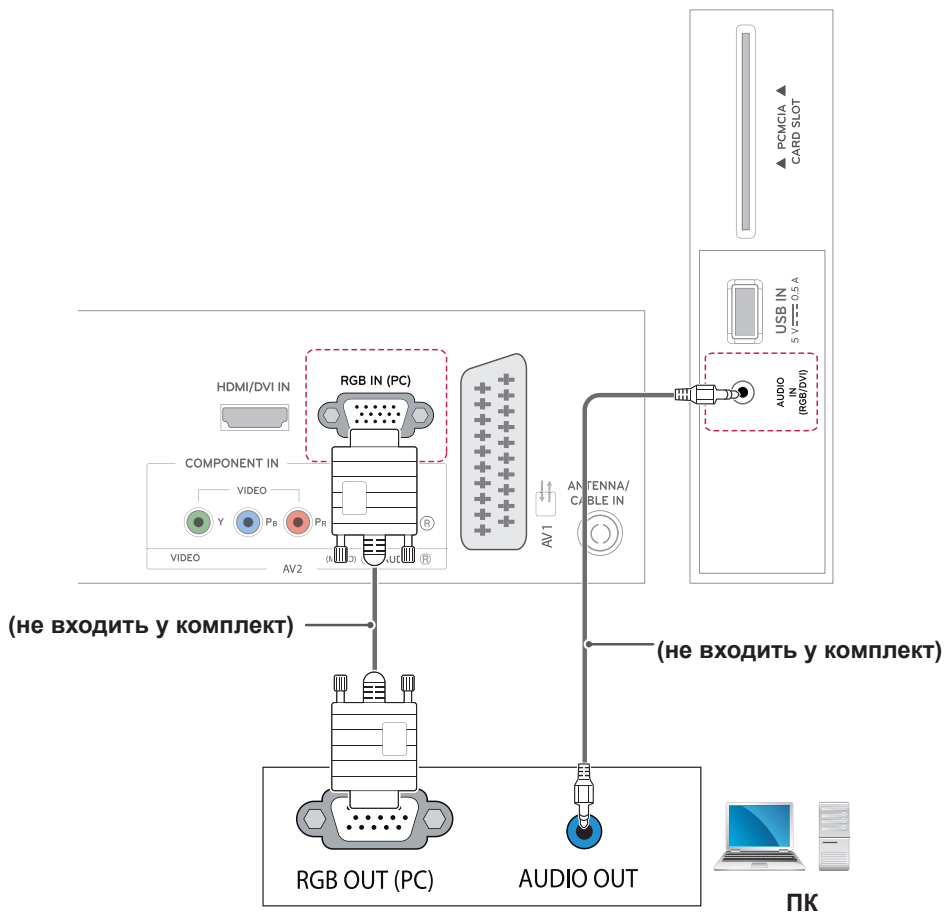 ▲ PCMCIA ▲
CARD SLOT
USB IN
5 V 0.5 A
AUDIO
IN
(RGB/DVI)
HDMI/DVI IN
RGB IN (PC)
COMPONENT IN
VIDEO
Y PB PR
R
VIDEO
AV2
R
AV 1
ANTENNA/
CABLE IN
(не входить у комплект)
(не входить у комплект)
RGB OUT (PC)
AUDIO OUT
ПК